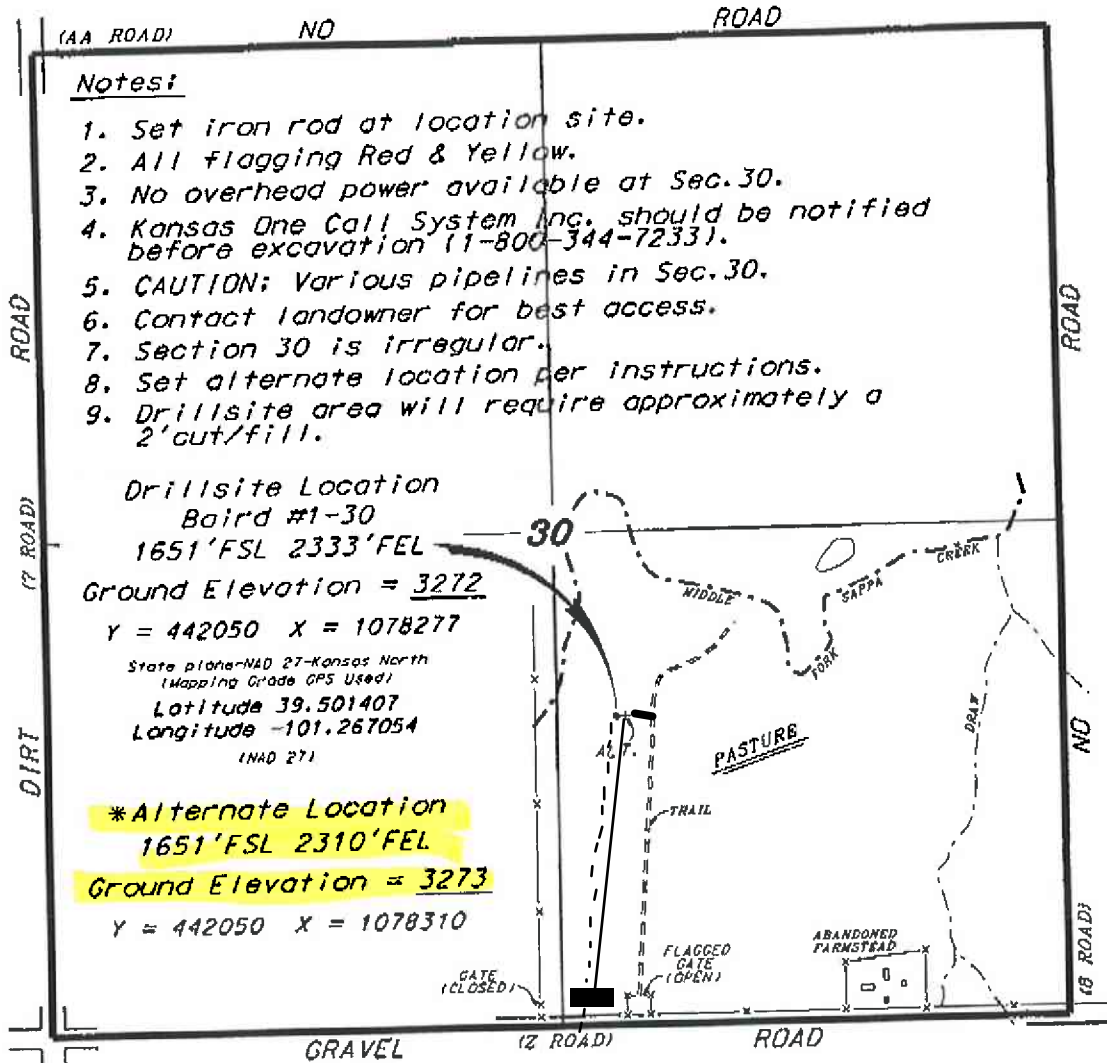 (AA ROAD) NO ROAD
Notes:
1. Set iron rod at location site.
2. All flagging Red & Yellow.
3. No overhead power available at Sec.30.
4. Kansas One Call System Inc. should be notified
before excavation (1-800-344-7233).
5. CAUTION: Various pipelines in Sec.30.
6. Contact landowner for best access.
7. Section 30 is irregular.
8. Set alternate location per instructions.
9. Drillsite area will require approximately a
2'cut/fill.
ROAD
(7 ROAD)
DIRT
ROAD
NO
(8 ROAD)
Drillsite Location
Baird #1-30
1651'FSL 2333'FEL
Ground Elevation = 3272
Y = 442050 X = 1078277
State plane-NAD 27-Kansas North
(Mapping Grade GPS Used)
Latitude 39.501407
Longitude -101.267054
(NAD 27)
*Alternate Location
1651'FSL 2310'FEL
Ground Elevation = 3273
Y = 442050 X = 1078310
30
MIDDLE
FORK
SAPPA
CREEK
ALT.
PASTURE
TRAIL
DRAW
GATE
(CLOSED)
FLAGGED
GATE
(OPEN)
ABANDONED
FARMSTEAD
GRAVEL (Z ROAD) ROAD